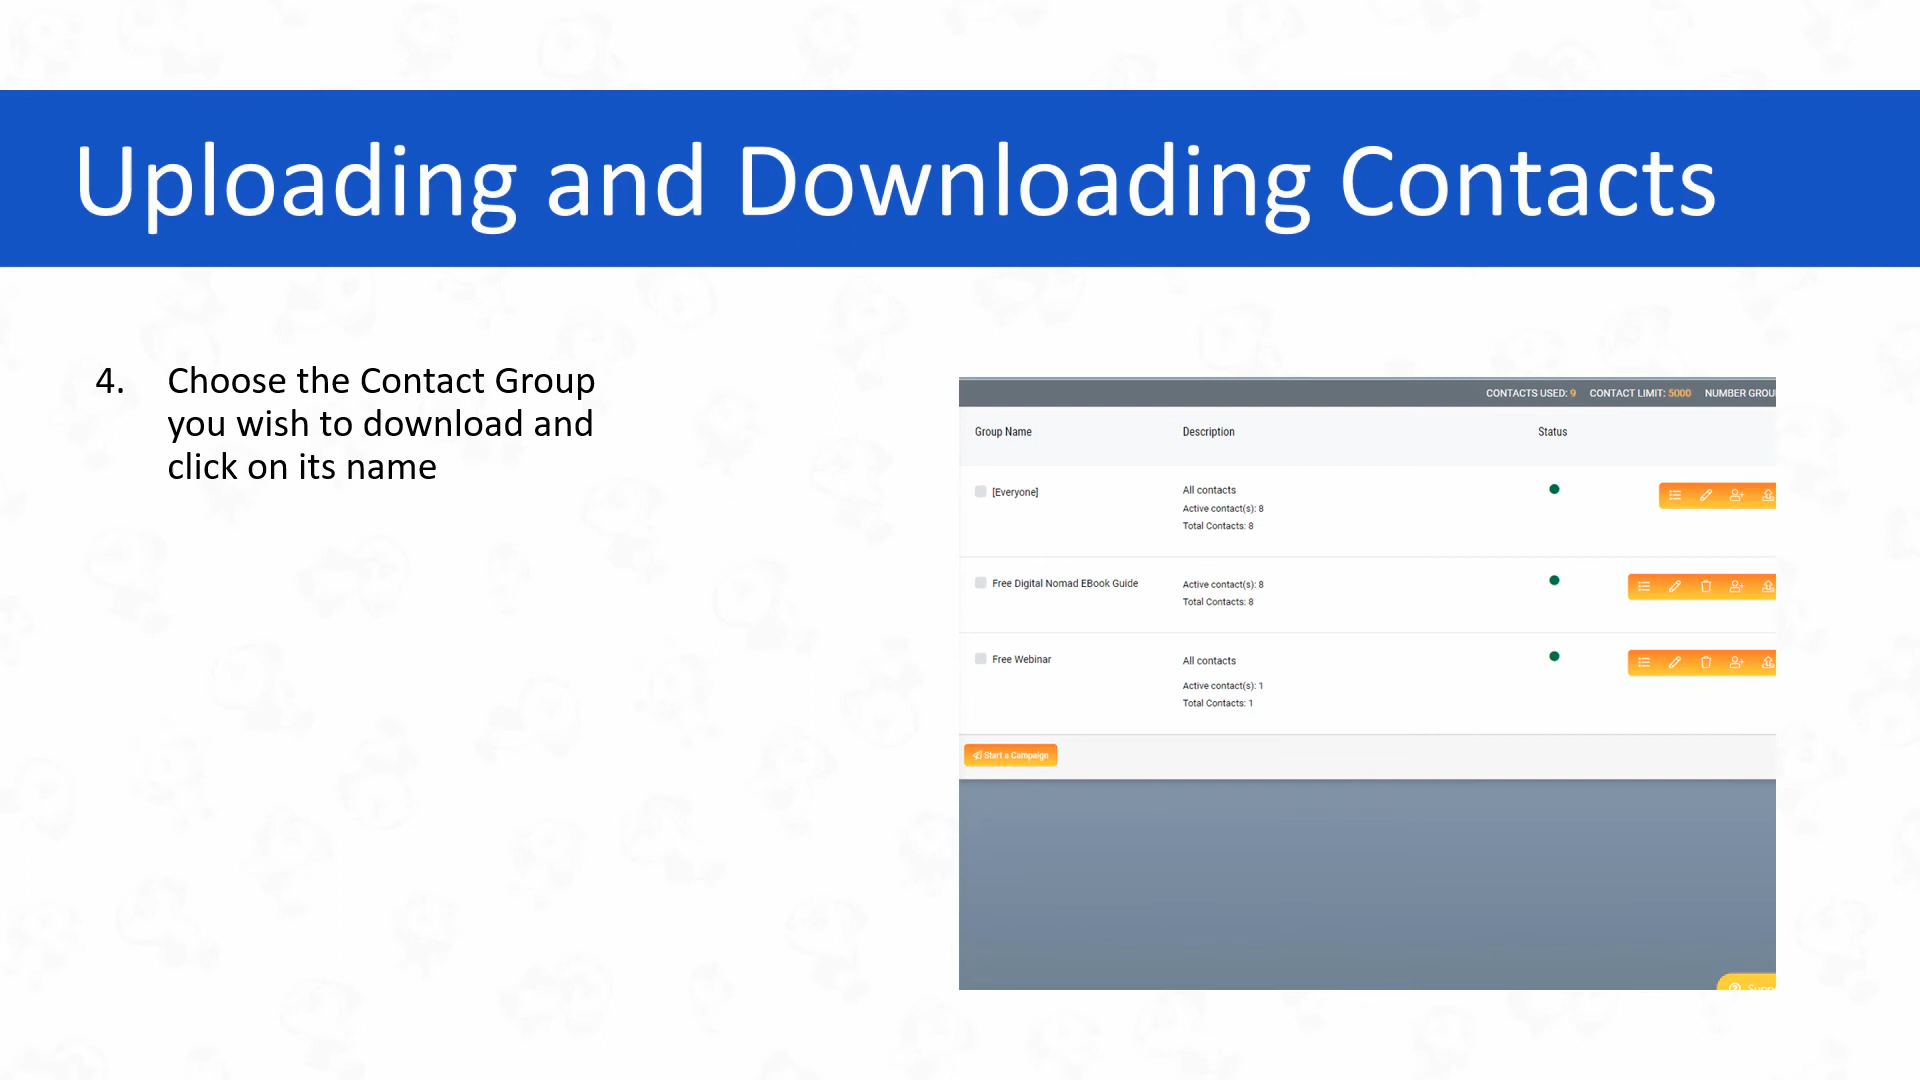 Uploading and Downloading Contacts
4. Choose the Contact Group
you wish to download and
click on its name
CONTACTS USED: 9 CONTACT LIMIT: 5000 NUMBER
Group Name Description Status
[Everyone] All contacts
Active contact(s): 8
Total Contacts: 8
Free Digital Nomad EBook Guide Active contact(s): 8
Total Contacts: 8
Free Webinar All contacts
Active contact(s): 1
Total Contacts: 1
Start a Campaign